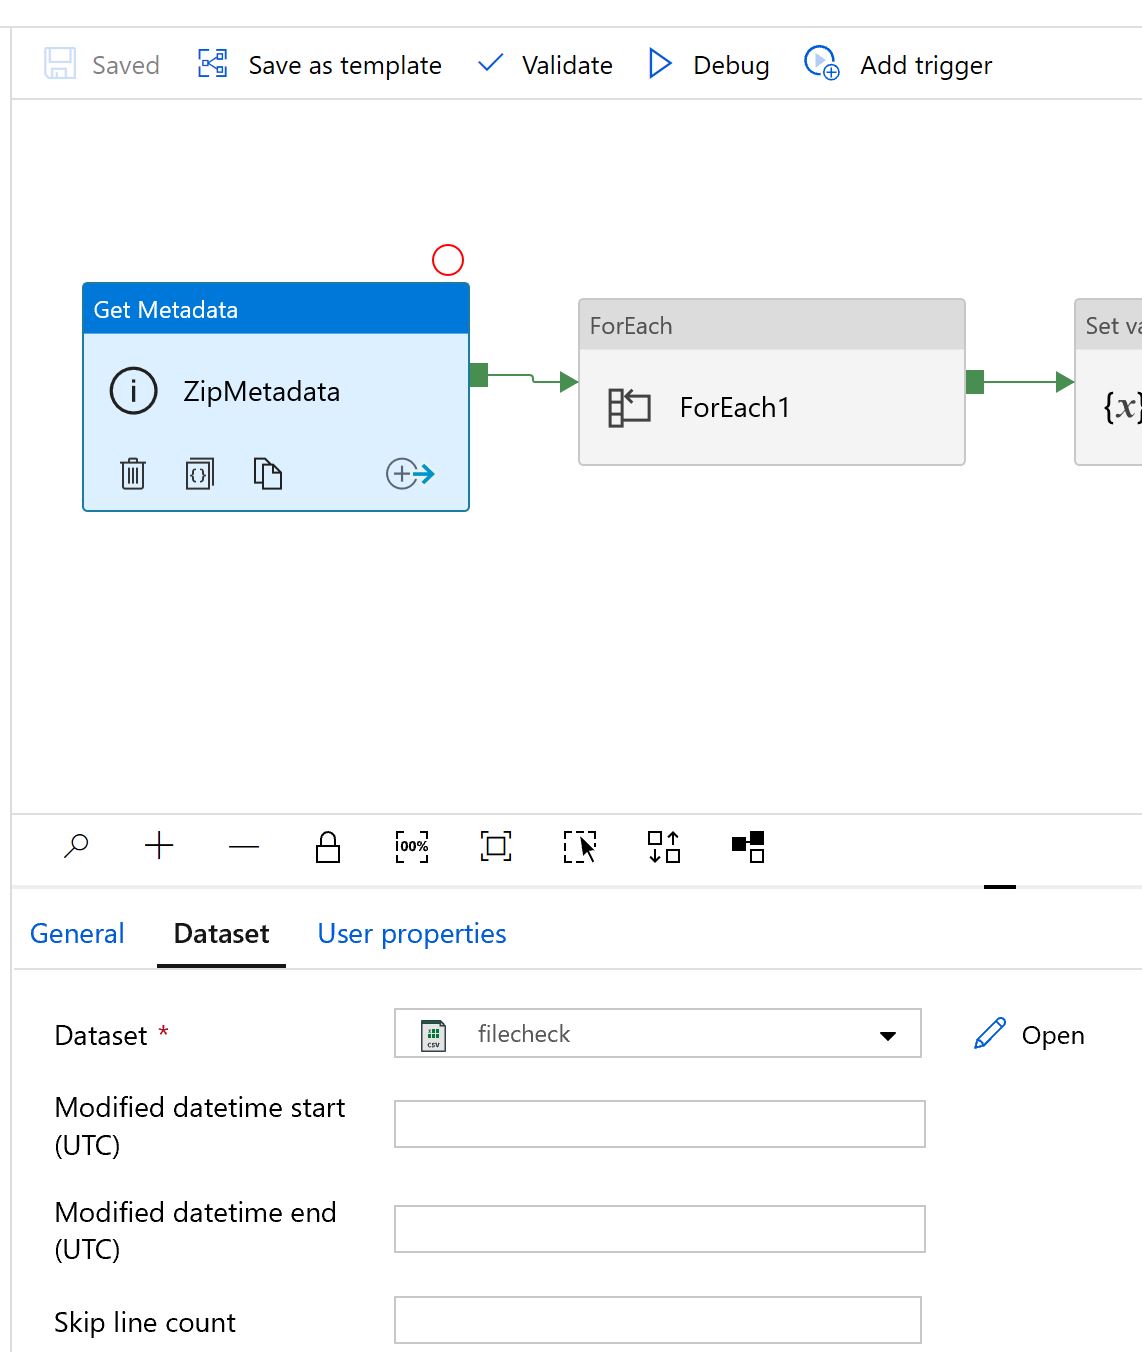 Saved Save as template Validate Debug Add trigger
Get Metadata
ZipMetadata
ForEach
ForEach1
Set va
{x}
100%
General Dataset User properties
Dataset * CSV filecheck Open
Modified datetime start
(UTC)
Modified datetime end
(UTC)
Skip line count